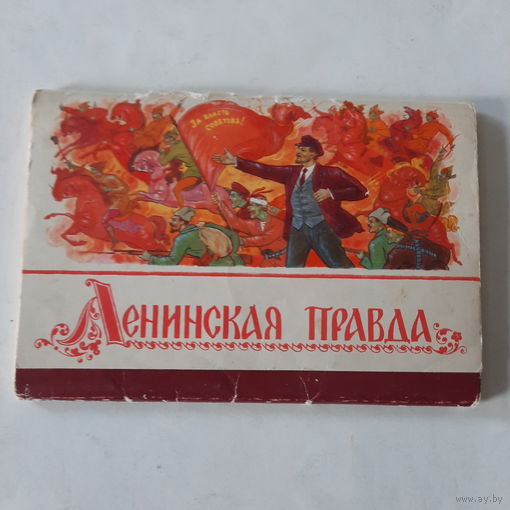 За власть
советов!
Ленинская правда
www.ay.by